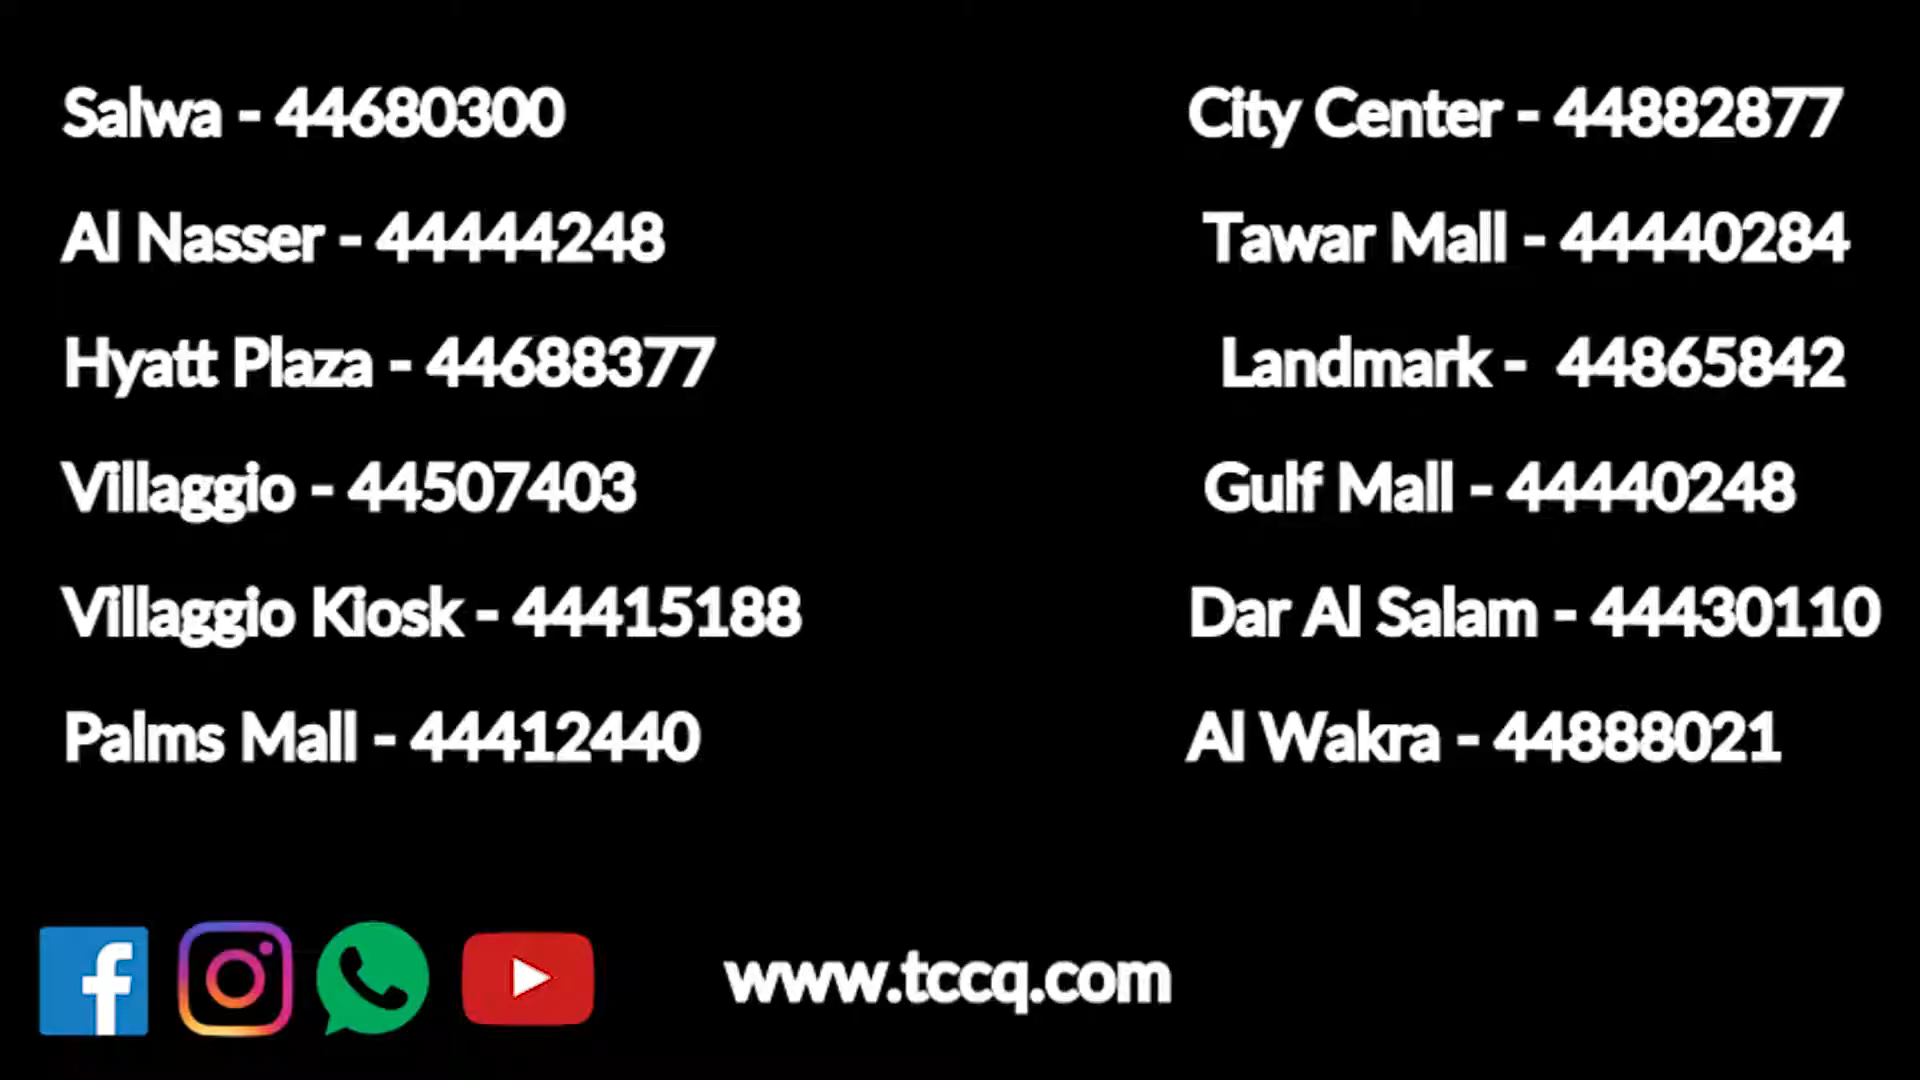 Salwa - 44680300
Al Nasser - 44444248
Hyatt Plaza - 44688377
Villaggio - 44507403
Villaggio Kiosk - 44415188
Palms Mall - 44412440
City Center - 44882877
Tawar Mall - 44440284
Landmark - 44865842
Gulf Mall - 44440248
Dar Al Salam - 44430110
Al Wakra - 44888021
www.tccq.com